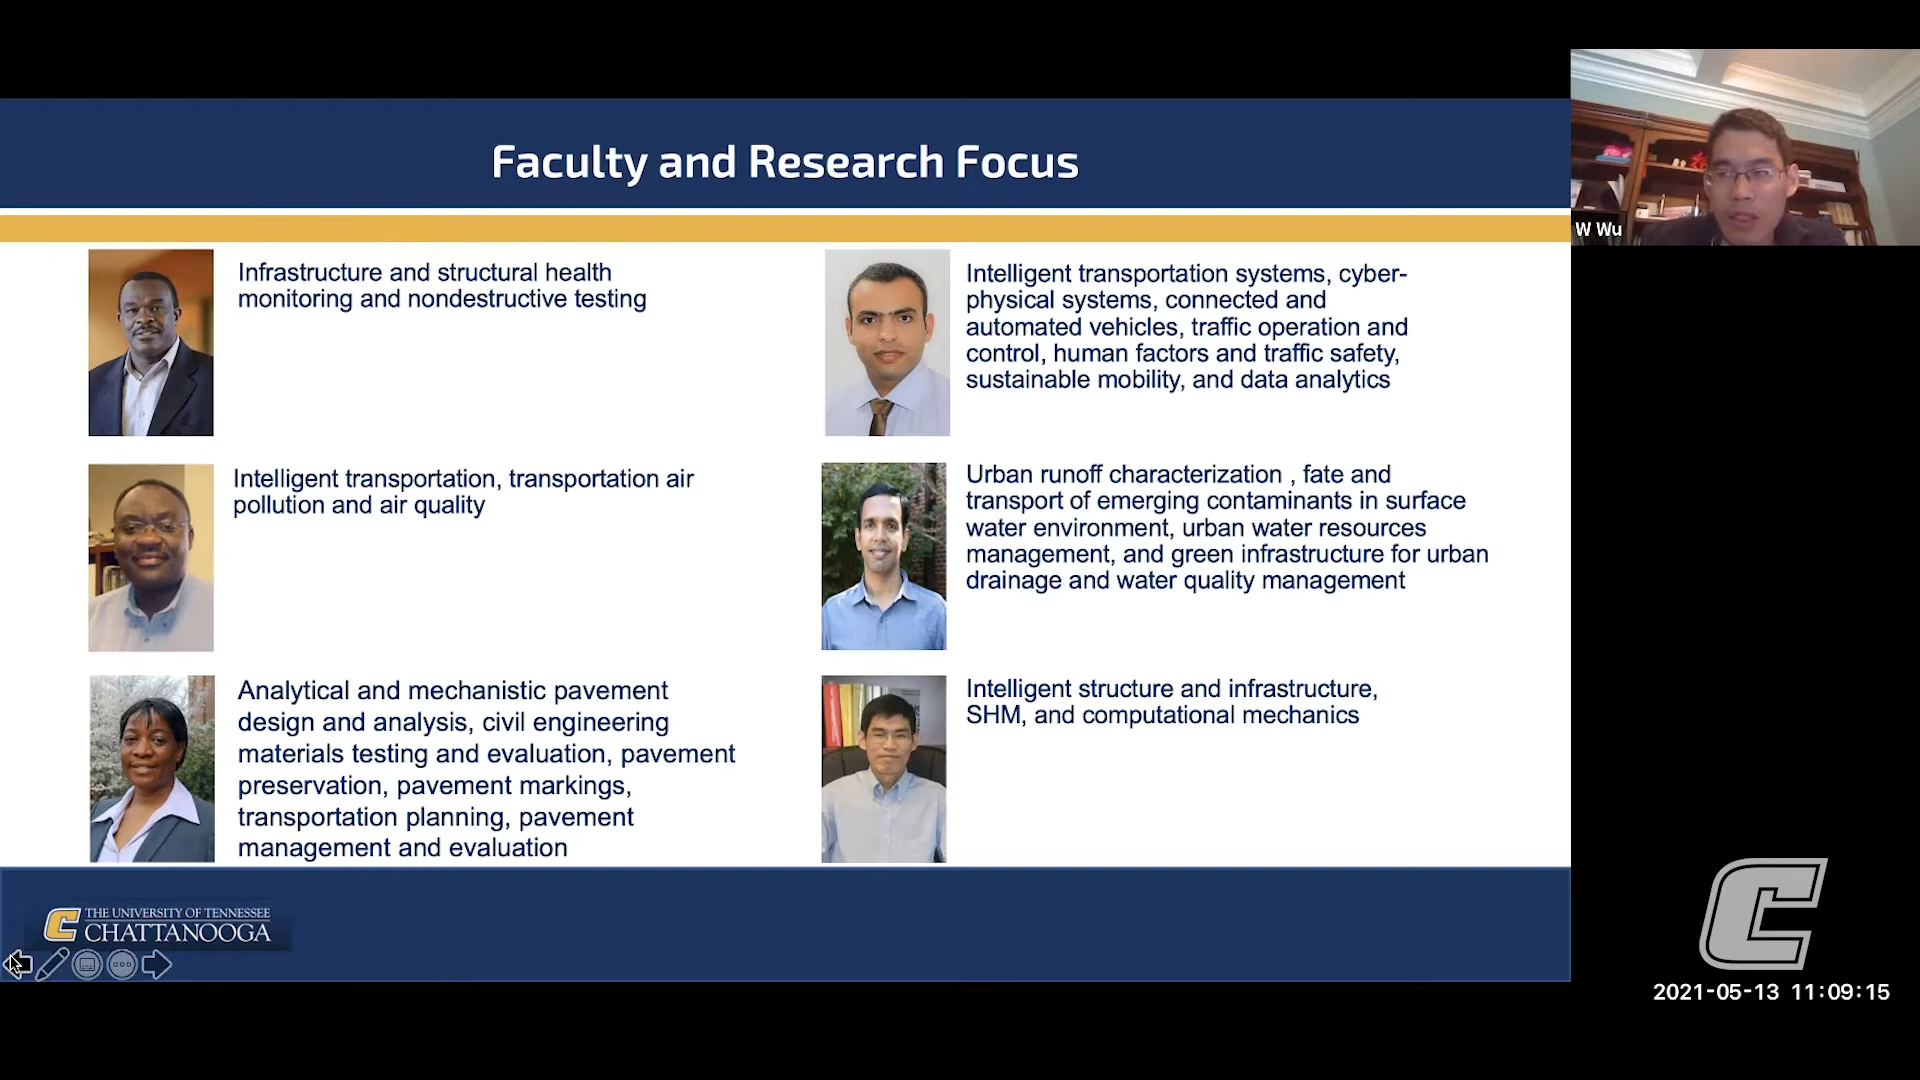 Faculty and Research Focus
Infrastructure and structural health
monitoring and nondestructive testing
Intelligent transportation, transportation air
pollution and air quality
Analytical and mechanistic pavement
design and analysis, civil engineering
materials testing and evaluation, pavement
preservation, pavement markings,
transportation planning, pavement
management and evaluation
Intelligent transportation systems, cyber-
physical systems, connected and
automated vehicles, traffic operation and
control, human factors and traffic safety,
sustainable mobility, and data analytics
Urban runoff characterization , fate and
transport of emerging contaminants in surface
water environment, urban water resources
management, and green infrastructure for urban
drainage and water quality management
Intelligent structure and infrastructure,
SHM, and computational mechanics
C THE UNIVERSITY OF TENNESSEE
CHATTANOOGA
W Wu
C
2021-05-13 11:09:15